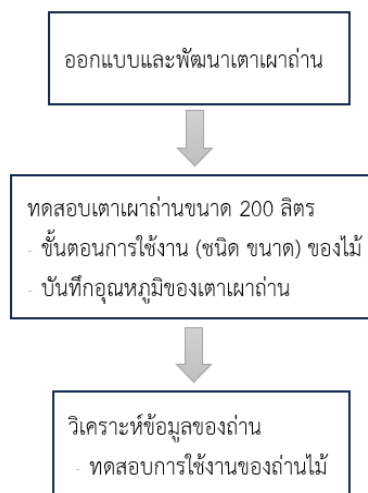 ออกแบบและพัฒนาเตาเผาถ่าน
ทดสอบเตาเผาถ่านขนาด 200 ลิตร
- ขั้นตอนการใช้งาน (ชนิด ขนาด) ของไม้
- บันทึกอุณหภูมิของเตาเผาถ่าน
วิเคราะห์ข้อมูลของถ่าน
- ทดสอบการใช้งานของถ่านไม้